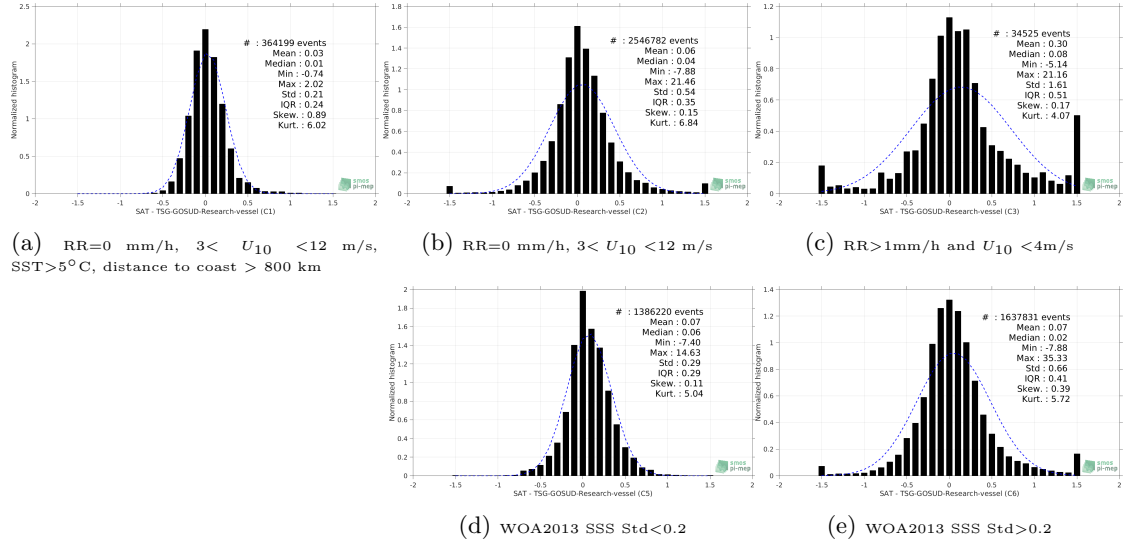 # : 364199 events
Mean : 0.03
Median : 0.01
Min : -0.74
Max : 2.02
Std : 0.21
IQR : 0.24
Skew. : 0.89
Kurt. : 6.02
Normalized histogram
2.5
2
1.5
1
0.5
0
-2 -1.5 -1 -0.5 0 0.5 1 1.5 2
SAT - TSG-GOSUD-Research-vessel (C1)
smos
pi-mep
(a) RR=0 mm/h, 3< U10 <12 m/s,
SST>5°C, distance to coast > 800 km
# : 2546782 events
Mean : 0.06
Median : 0.04
Min : -7.88
Max : 21.46
Std : 0.54
IQR : 0.35
Skew. : 0.15
Kurt. : 6.84
Normalized histogram
1.8
1.6
1.4
1.2
1
0.8
0.6
0.4
0.2
0
-2 -1.5 -1 -0.5 0 0.5 1 1.5 2
SAT - TSG-GOSUD-Research-vessel (C2)
smos
pi-mep
(b) RR=0 mm/h, 3< U10 <12 m/s
# : 34525 events
Mean : 0.30
Median : 0.08
Min : -5.14
Max : 21.16
Std : 1.61
IQR : 0.51
Skew. : 0.17
Kurt. : 4.07
Normalized histogram
1.2
1
0.8
0.6
0.4
0.2
0
-2 -1.5 -1 -0.5 0 0.5 1 1.5 2
SAT - TSG-GOSUD-Research-vessel (C3)
smos
pi-mep
(c) RR>1mm/h and U10 <4m/s
# : 1386220 events
Mean : 0.07
Median : 0.06
Min : -7.40
Max : 14.63
Std : 0.29
IQR : 0.29
Skew. : 0.11
Kurt. : 5.04
Normalized histogram
2
1.8
1.6
1.4
1.2
1
0.8
0.6
0.4
0.2
0
-2 -1.5 -1 -0.5 0 0.5 1 1.5 2
SAT - TSG-GOSUD-Research-vessel (C5)
smos
pi-mep
(d) WOA2013 SSS Std<0.2
# : 1637831 events
Mean : 0.07
Median : 0.02
Min : -7.88
Max : 35.33
Std : 0.66
IQR : 0.41
Skew. : 0.39
Kurt. : 5.72
Normalized histogram
1.4
1.2
1
0.8
0.6
0.4
0.2
0
-2 -1.5 -1 -0.5 0 0.5 1 1.5 2
SAT - TSG-GOSUD-Research-vessel (C6)
smos
pi-mep
(e) WOA2013 SSS Std>0.2